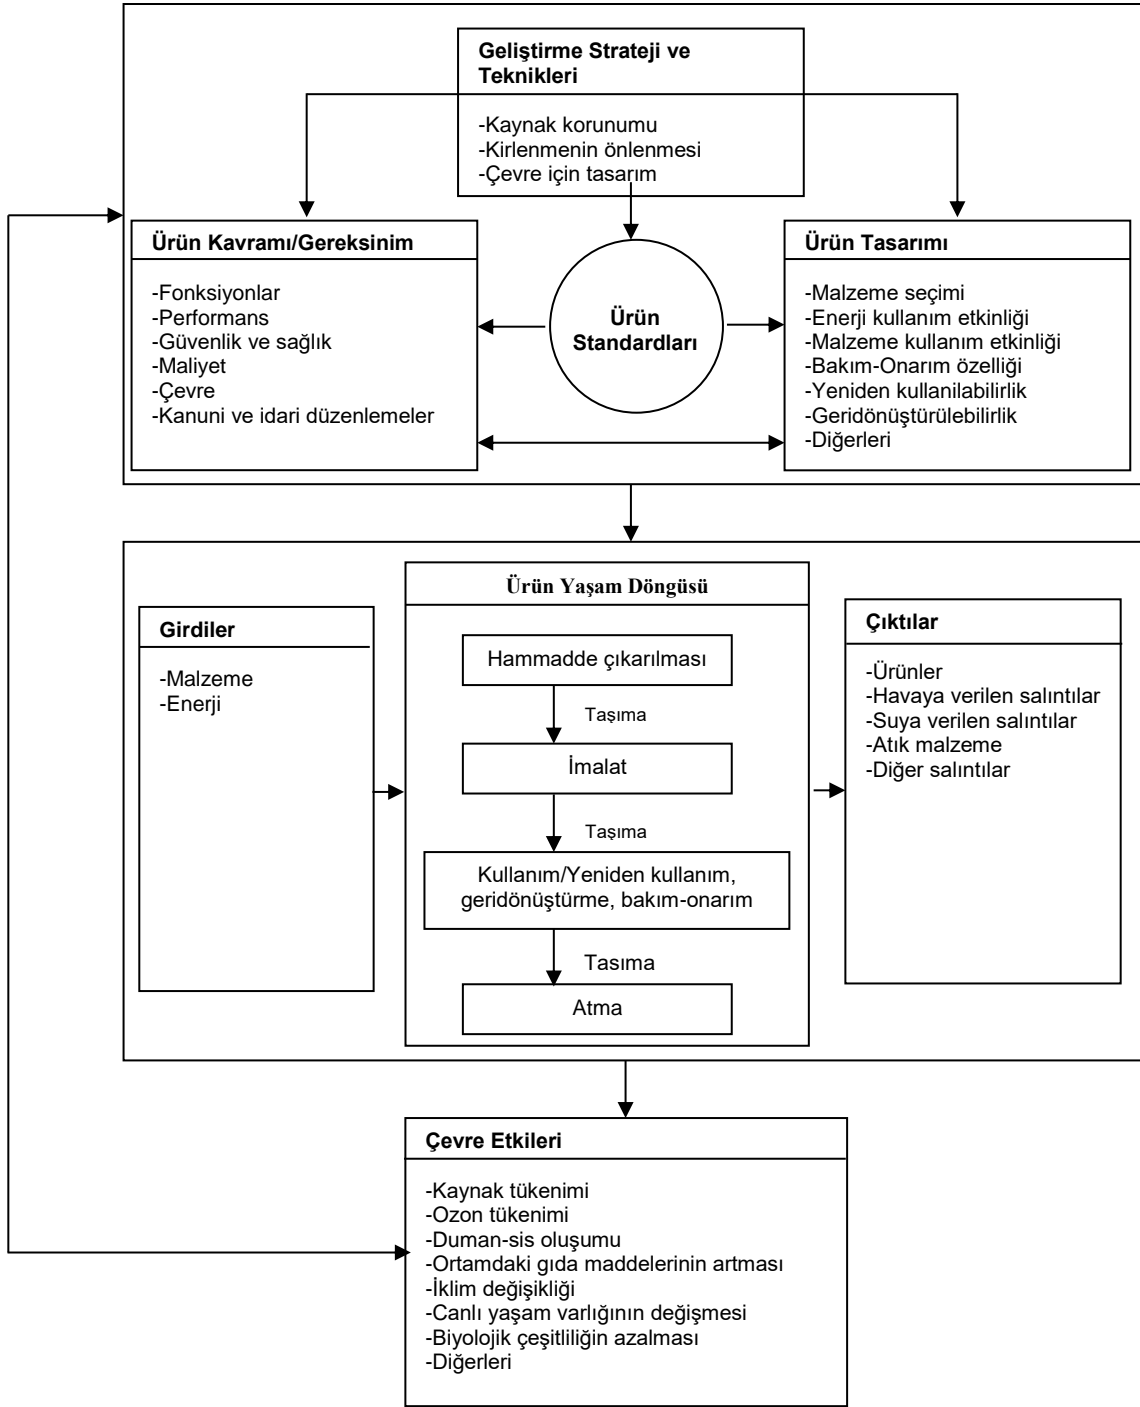 Geliştirme Strateji ve
Teknikleri
-Kaynak korunumu
-Kirlenmenin önlenmesi
-Çevre için tasarım
Ürün Kavramı/Gereksinim
-Fonksiyonlar
-Performans
-Güvenlik ve sağlık
-Maliyet
-Çevre
-Kanuni ve idari düzenlemeler
Ürün
Standardları
Ürün Tasarımı
-Malzeme seçimi
-Enerji kullanım etkinliği
-Malzeme kullanım etkinliği
-Bakım-Onarım özelliği
-Yeniden kullanilabilirlik
-Geridönüştürülebilirlik
-Diğerleri
Girdiler
-Malzeme
-Enerji
Ürün Yaşam Döngüsü
Hammadde çıkarılması
Taşıma
İmalat
Taşıma
Kullanım/Yeniden kullanım,
geridönüştürme, bakım-onarım
Tasıma
Atma
Çıktılar
-Ürünler
-Havaya verilen salıntılar
-Suya verilen salıntılar
-Atık malzeme
-Diğer salıntılar
Çevre Etkileri
-Kaynak tükenimi
-Ozon tükenimi
-Duman-sis oluşumu
-Ortamdaki gıda maddelerinin artması
-İklim değişikliği
-Canlı yaşam varlığının değişmesi
-Biyolojik çeşitliliğin azalması
-Diğerleri